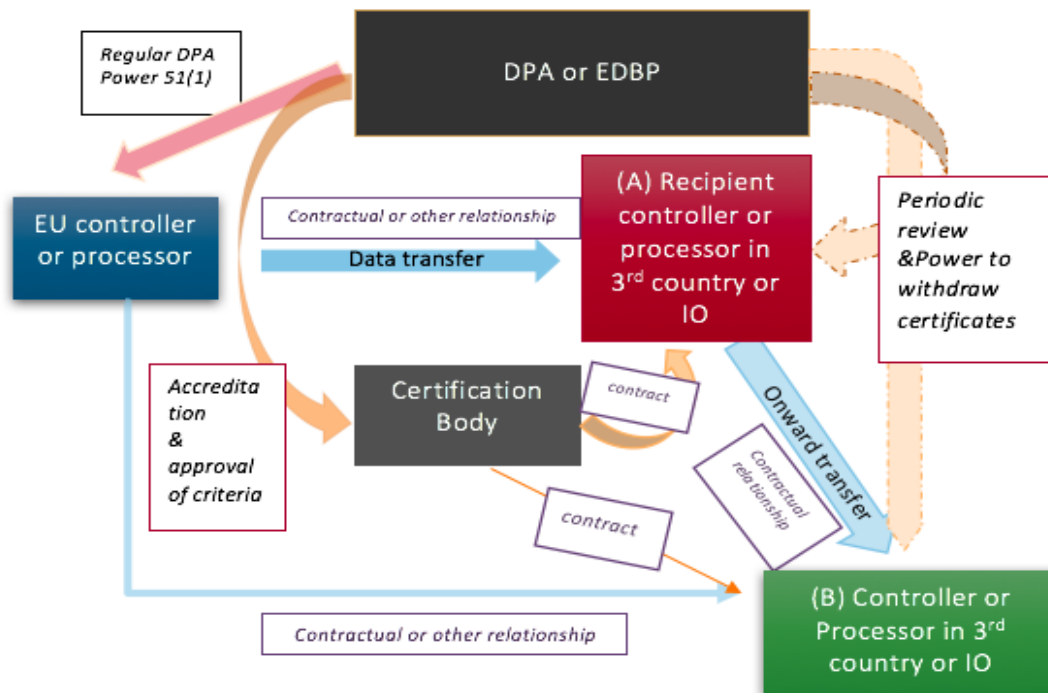 Regular DPA
Power 51(1)
DPA or EDBP
EU controller
or processor
Contractual or other relationship
Data transfer
(A) Recipient
controller or
processor in
3rd country or
IO
Periodic
review
&Power to
withdraw
certificates
Accredita
tion
&
approval
of criteria
Certification
Body
contract
Onward transfer
Contractual
relationship
contract
Contractual or other relationship
(B) Controller or
Processor in 3rd
country or IO